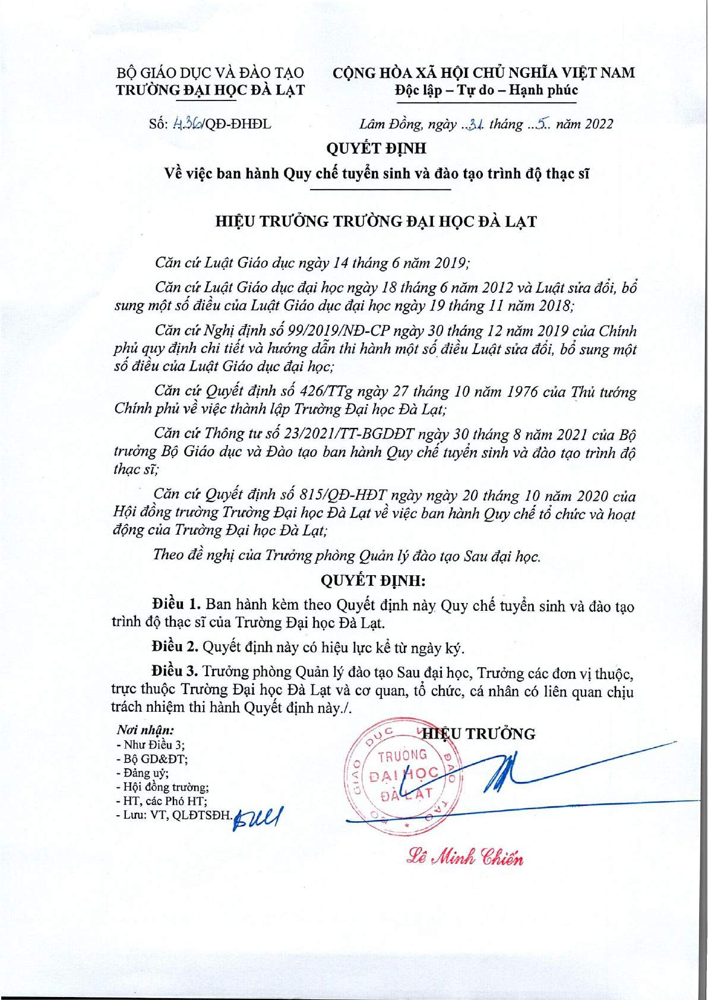 BỘ GIÁO DỤC VÀ ĐÀO TẠO
TRƯỜNG ĐẠI HỌC ĐÀ LẠT
CỘNG HÒA XÃ HỘI CHỦ NGHĨA VIỆT NAM
Độc lập – Tự do – Hạnh phúc
Số: 436/QĐ-ĐHĐL
Lâm Đồng, ngày ..31. tháng ..5.. năm 2022
QUYẾT ĐỊNH
Về việc ban hành Quy chế tuyển sinh và đào tạo trình độ thạc sĩ
HIỆU TRƯỞNG TRƯỜNG ĐẠI HỌC ĐÀ LẠT
Căn cứ Luật Giáo dục ngày 14 tháng 6 năm 2019;
Căn cứ Luật Giáo dục đại học ngày 18 tháng 6 năm 2012 và Luật sửa đổi, bổ
sung một số điều của Luật Giáo dục đại học ngày 19 tháng 11 năm 2018;
Căn cứ Nghị định số 99/2019/NĐ-CP ngày 30 tháng 12 năm 2019 của Chính
phủ quy định chi tiết và hướng dẫn thi hành một số điều Luật sửa đổi, bổ sung một
số điều của Luật Giáo dục đại học;
Căn cứ Quyết định số 426/TTg ngày 27 tháng 10 năm 1976 của Thủ tướng
Chính phủ về việc thành lập Trường Đại học Đà Lạt;
Căn cứ Thông tư số 23/2021/TT-BGDĐT ngày 30 tháng 8 năm 2021 của Bộ
trưởng Bộ Giáo dục và Đào tạo ban hành Quy chế tuyển sinh và đào tạo trình độ
thạc sĩ;
Căn cứ Quyết định số 815/QĐ-HĐT ngày ngày 20 tháng 10 năm 2020 của
Hội đồng trường Trường Đại học Đà Lạt về việc ban hành Quy chế tổ chức và hoạt
động của Trường Đại học Đà Lạt;
Theo đề nghị của Trưởng phòng Quản lý đào tạo Sau đại học.
QUYẾT ĐỊNH:
Điều 1. Ban hành kèm theo Quyết định này Quy chế tuyển sinh và đào tạo
trình độ thạc sĩ của Trường Đại học Đà Lạt.
Điều 2. Quyết định này có hiệu lực kể từ ngày ký.
Điều 3. Trưởng phòng Quản lý đào tạo Sau đại học, Trưởng các đơn vị thuộc,
trực thuộc Trường Đại học Đà Lạt và cơ quan, tổ chức, cá nhân có liên quan chịu
trách nhiệm thi hành Quyết định này./.
Nơi nhận:
- Như Điều 3;
- Bộ GD&ĐT;
- Đảng uỷ;
- Hội đồng trường;
- HT, các Phó HT;
- Lưu: VT, QLĐTSĐH.
HIỆU TRƯỞNG
BỘ GIÁO DỤC VÀ ĐÀO TẠO
TRƯỜNG
ĐẠI HỌC
ĐÀ LẠT
Lê Minh Chiến